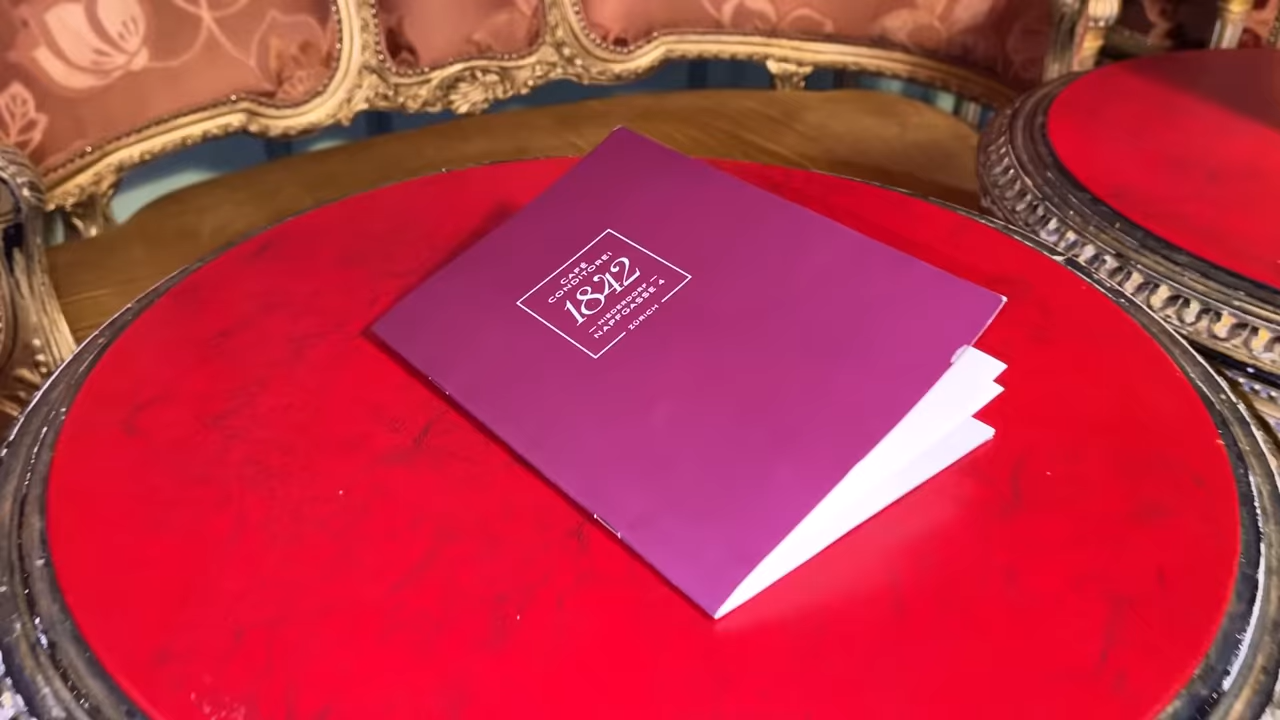 CAFÉ
CONDITOREI
1842
NIEDERDORF
NAPFGASSE 4
ZÜRICH